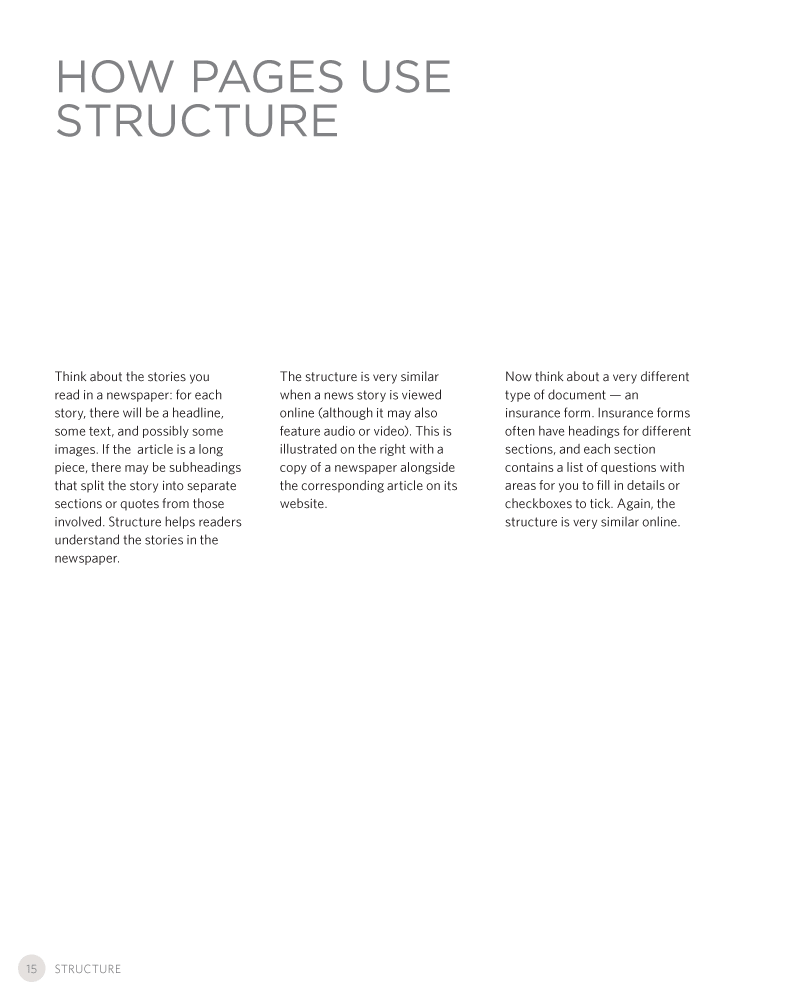 HOW PAGES USE
STRUCTURE
Think about the stories you
read in a newspaper: for each
story, there will be a headline,
some text, and possibly some
images. If the  article is a long
piece, there may be subheadings
that split the story into separate
sections or quotes from those
involved. Structure helps readers
understand the stories in the
newspaper.
The structure is very similar
when a news story is viewed
online (although it may also
feature audio or video). This is
illustrated on the right with a
copy of a newspaper alongside
the corresponding article on its
website.
Now think about a very different
type of document — an
insurance form. Insurance forms
often have headings for different
sections, and each section
contains a list of questions with
areas for you to fill in details or
checkboxes to tick. Again, the
structure is very similar online.
15 STRUCTURE